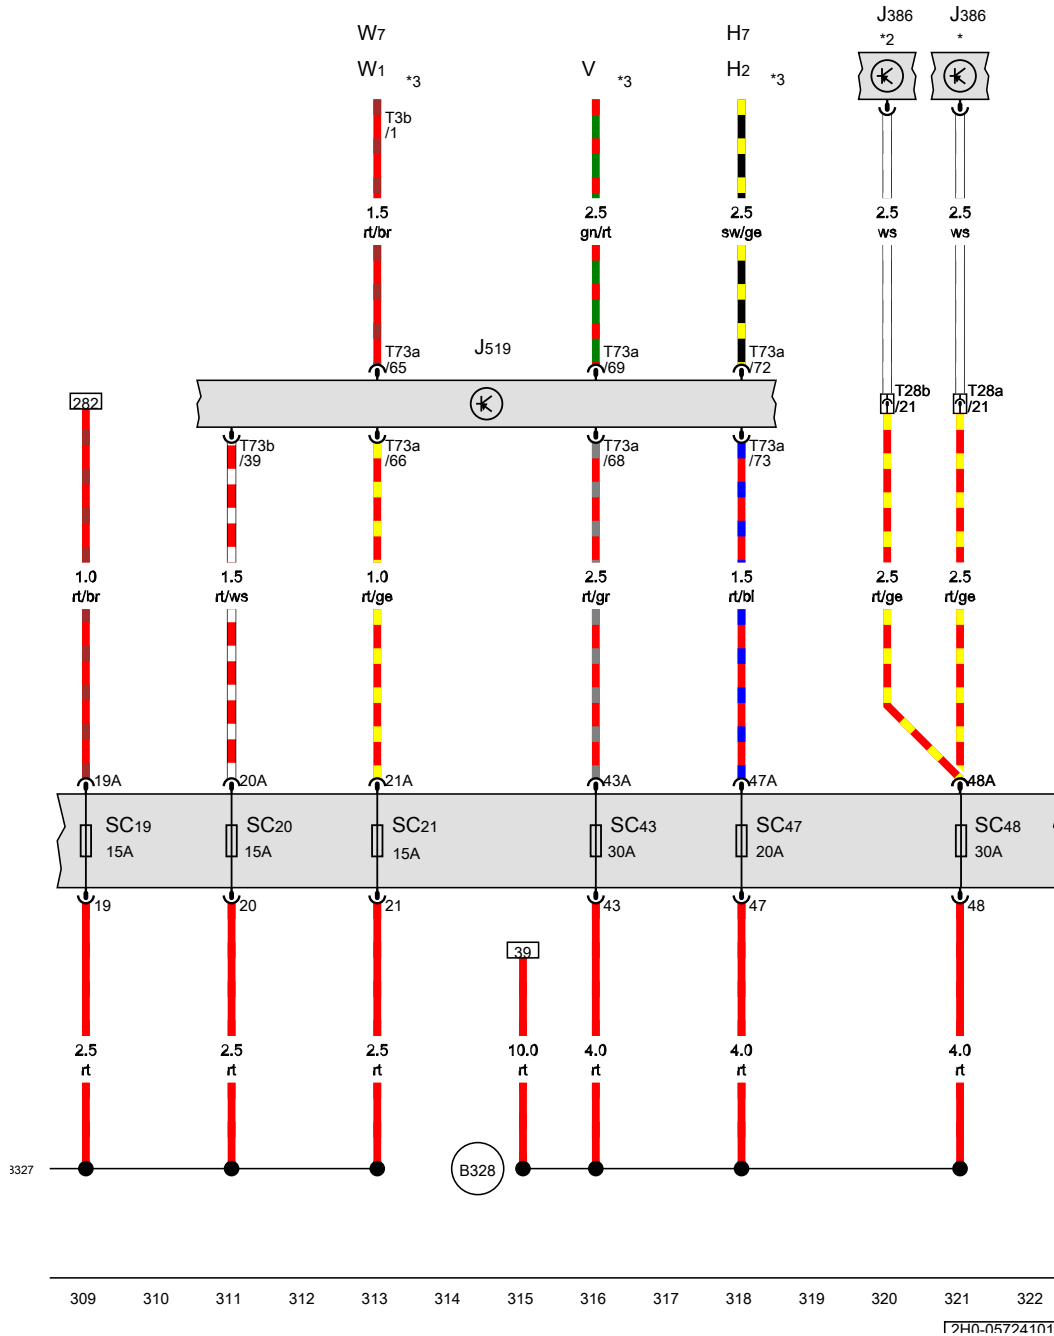 W7
H7
J386
J386
*2
*
W1
*3
V
*3
H2
*3
T3b
/1
1.5
rt/br
2.5
gn/rt
2.5
sw/ge
2.5
ws
2.5
ws
J519
T73a
/65
T73a
/69
T73a
/72
282
T28b
/21
T28a
/21
T73b
/39
T73a
/66
T73a
/68
T73a
/73
1.0
rt/br
1.5
rt/ws
1.0
rt/ge
2.5
rt/gr
1.5
rt/bl
2.5
rt/ge
2.5
rt/ge
19A
20A
21A
43A
47A
48A
SC19
15A
SC20
15A
SC21
15A
SC43
30A
SC47
20A
SC48
30A
19
20
21
43
47
48
39
2.5
rt
2.5
rt
2.5
rt
10.0
rt
4.0
rt
4.0
rt
4.0
rt
B327
B328
309 310 311 312 313 314 315 316 317 318 319 320 321 322
2H0-05724101